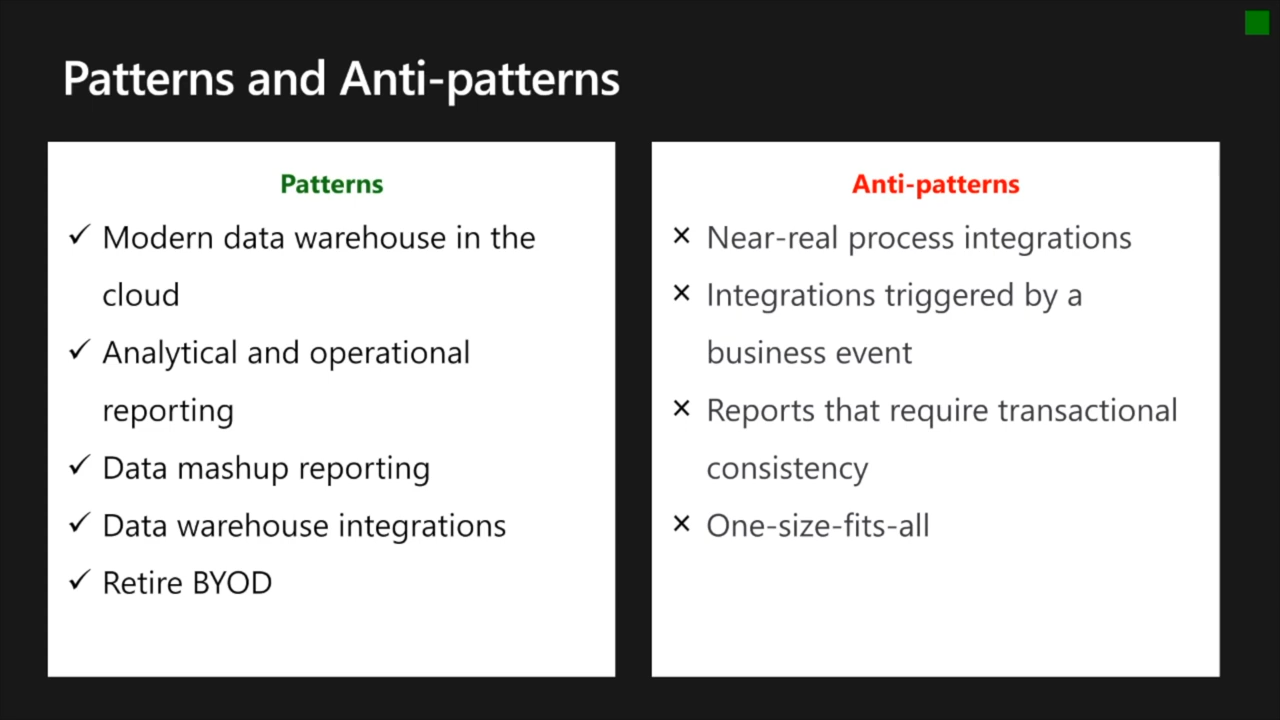 Patterns and Anti-patterns
Patterns
✓ Modern data warehouse in the
cloud
✓ Analytical and operational
reporting
✓ Data mashup reporting
✓ Data warehouse integrations
✓ Retire BYOD
Anti-patterns
× Near-real process integrations
× Integrations triggered by a
business event
× Reports that require transactional
consistency
× One-size-fits-all